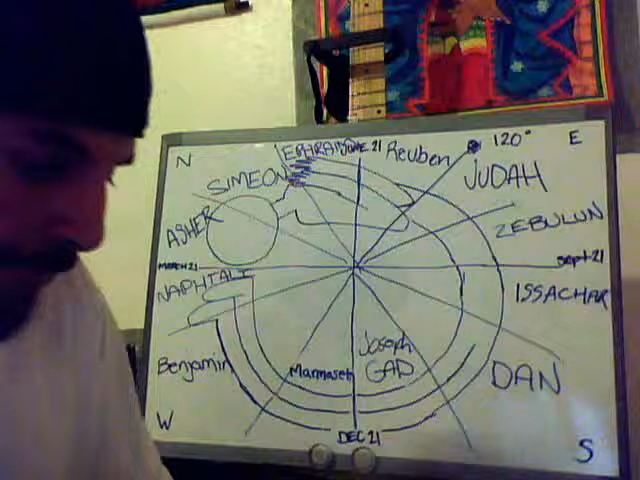 N
EPHRAIM
JUNE 21
Reuben
120°
E
SIMEON
JUDAH
ASHER
ZEBULUN
MARCH 21
Sept 21
NAPHTALI
ISSACHAR
Benjamin
Joseph
Marmaseh
GAD
DAN
W
DEC 21
S